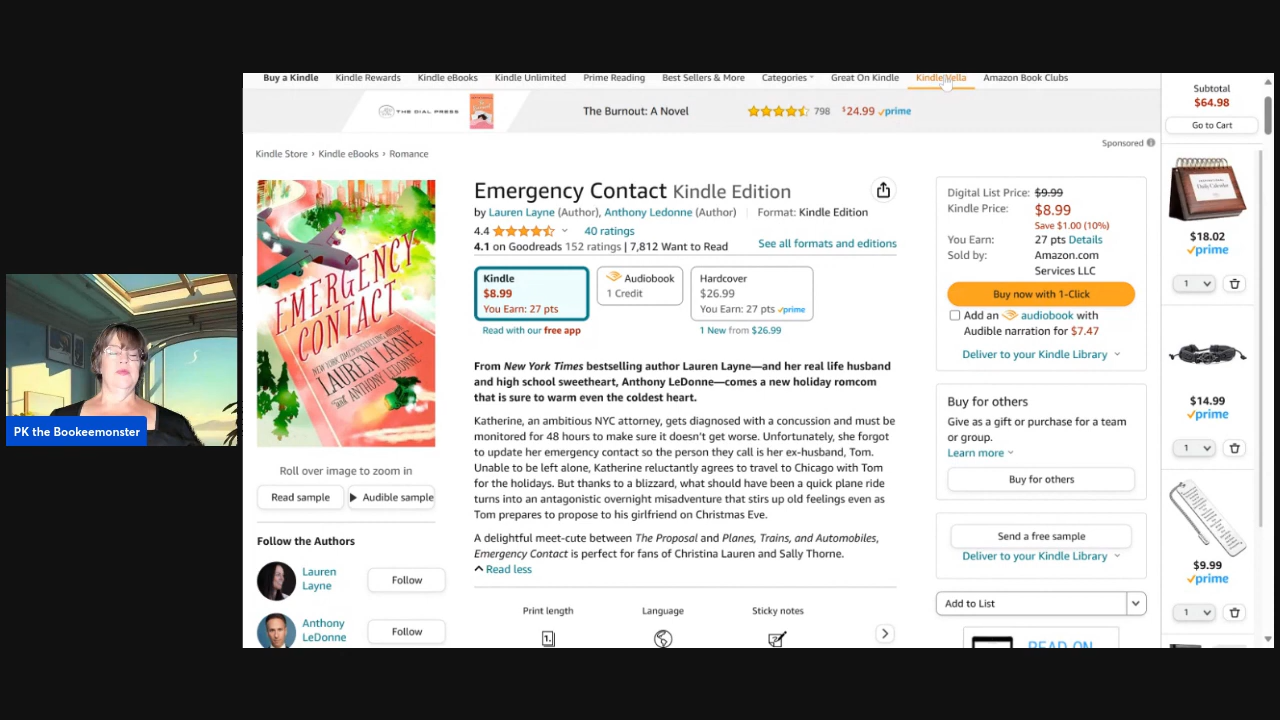 Buy a Kindle Kindle Rewards Kindle eBooks Kindle Unlimited Prime Reading Best Sellers & More Categories Great On Kindle Kindle Vella Amazon Book Clubs
THE DIAL PRESS The Burnout: A Novel 798 $24.99 prime
Sponsored
Kindle Store › Kindle eBooks › Romance
EMERGENCY
CONTACT
NEW YORK TIMES BESTSELLING AUTHOR
LAUREN LAYNE
AND ANTHONY LEDONNE
Roll over image to zoom in
Read sample Audible sample
Follow the Authors
Lauren
Layne
Follow
Anthony
LeDonne
Follow
Emergency Contact Kindle Edition
by Lauren Layne (Author), Anthony Ledonne (Author) Format: Kindle Edition
4.4 40 ratings
4.1 on Goodreads 152 ratings | 7,812 Want to Read
See all formats and editions
Kindle
$8.99
You Earn: 27 pts
Read with our free app
Audiobook
1 Credit
Hardcover
$26.99
You Earn: 27 pts prime
1 New from $26.99
From New York Times bestselling author Lauren Layne—and her real life husband
and high school sweetheart, Anthony LeDonne—comes a new holiday romcom
that is sure to warm even the coldest heart.
Katherine, an ambitious NYC attorney, gets diagnosed with a concussion and must
be monitored for 48 hours to make sure it doesn't get worse. Unfortunately, she forgot
to update her emergency contact so the person they call is her ex-husband, Tom.
Unable to be left alone, Katherine reluctantly agrees to travel to Chicago with Tom
for the holidays. But thanks to a blizzard, what should have been a quick plane ride
turns into an antagonistic overnight misadventure that stirs up old feelings even as
Tom prepares to propose to his girlfriend on Christmas Eve.
A delightful meet-cute between The Proposal and Planes, Trains, and Automobiles,
Emergency Contact is perfect for fans of Christina Lauren and Sally Thorne.
Read less
Print length Language Sticky notes
Digital List Price: $9.99
Kindle Price: $8.99
Save $1.00 (10%)
You Earn: 27 pts Details
Sold by: Amazon.com
Services LLC
Buy now with 1-Click
Add an audiobook with
Audible narration for $7.47
Deliver to your Kindle Library
Buy for others
Give as a gift or purchase for a team
or group.
Learn more
Buy for others
Send a free sample
Deliver to your Kindle Library
Add to List
READ ON
Subtotal
$64.98
Go to Cart
$18.02
prime
1
$14.99
prime
1
$9.99
prime
1
PK the Bookeemonster